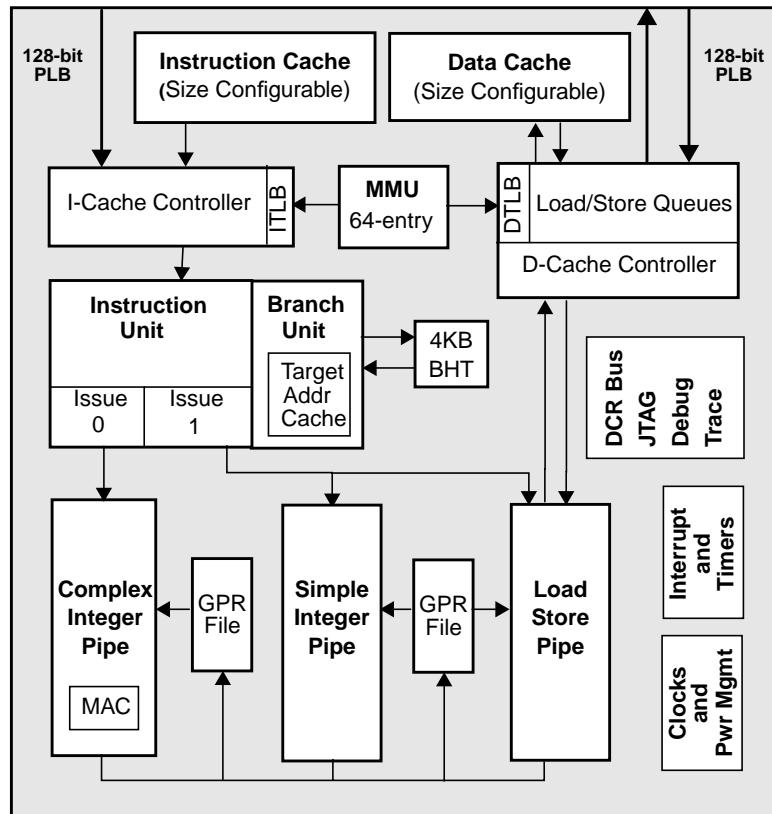 128-bit
PLB
Instruction Cache
(Size Configurable)
Data Cache
(Size Configurable)
128-bit
PLB
I-Cache Controller
ITLB
MMU
64-entry
DTLB
Load/Store Queues
D-Cache Controller
Instruction
Unit
Issue
0
Issue
1
Branch
Unit
Target
Addr
Cache
4KB
BHT
DCR Bus
JTAG
Debug
Trace
Complex
Integer
Pipe
MAC
GPR
File
Simple
Integer
Pipe
GPR
File
Load
Store
Pipe
Interrupt
and
Timers
Clocks
and
Pwr Mgmt